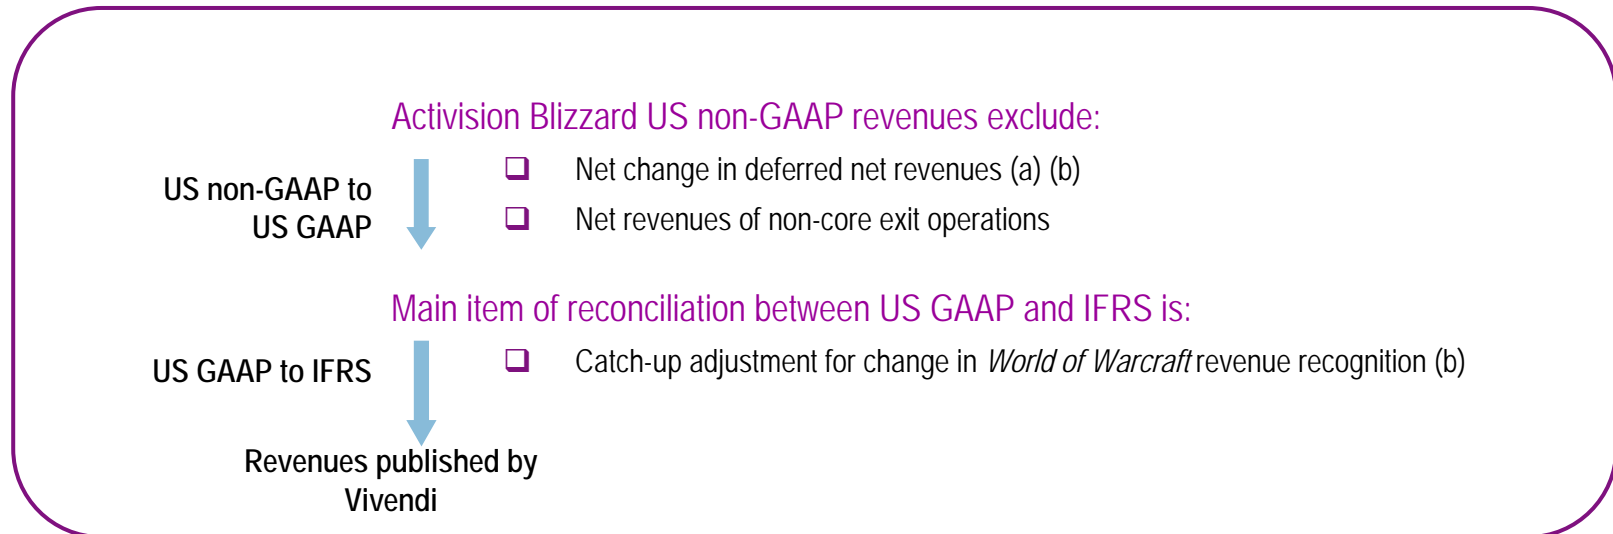 Activision Blizzard US non-GAAP revenues exclude:
US non-GAAP to
US GAAP
Net change in deferred net revenues (a) (b)
Net revenues of non-core exit operations
Main item of reconciliation between US GAAP and IFRS is:
US GAAP to IFRS
Catch-up adjustment for change in World of Warcraft revenue recognition (b)
Revenues published by
Vivendi